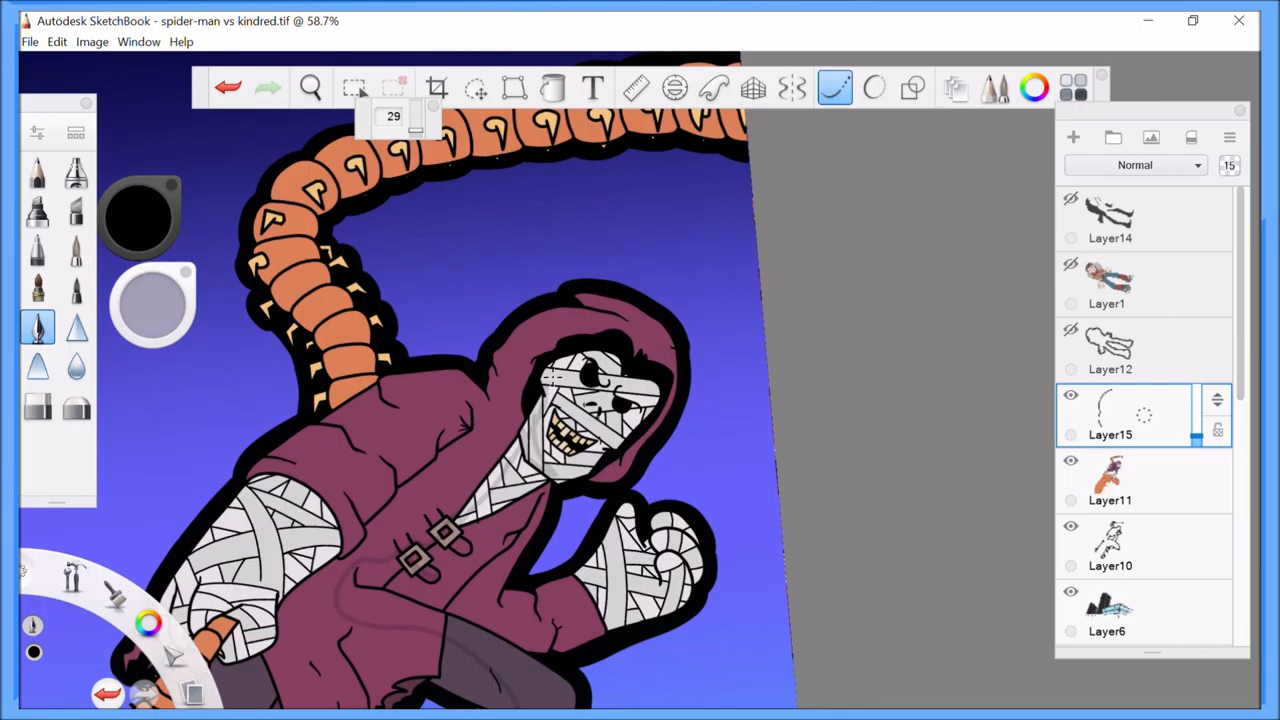 Autodesk SketchBook - spider-man vs kindred.tif @ 58.7%
File Edit Image Window Help
T
29
Normal
15
Layer14
Layer1
Layer12
Layer15
Layer11
Layer10
Layer6